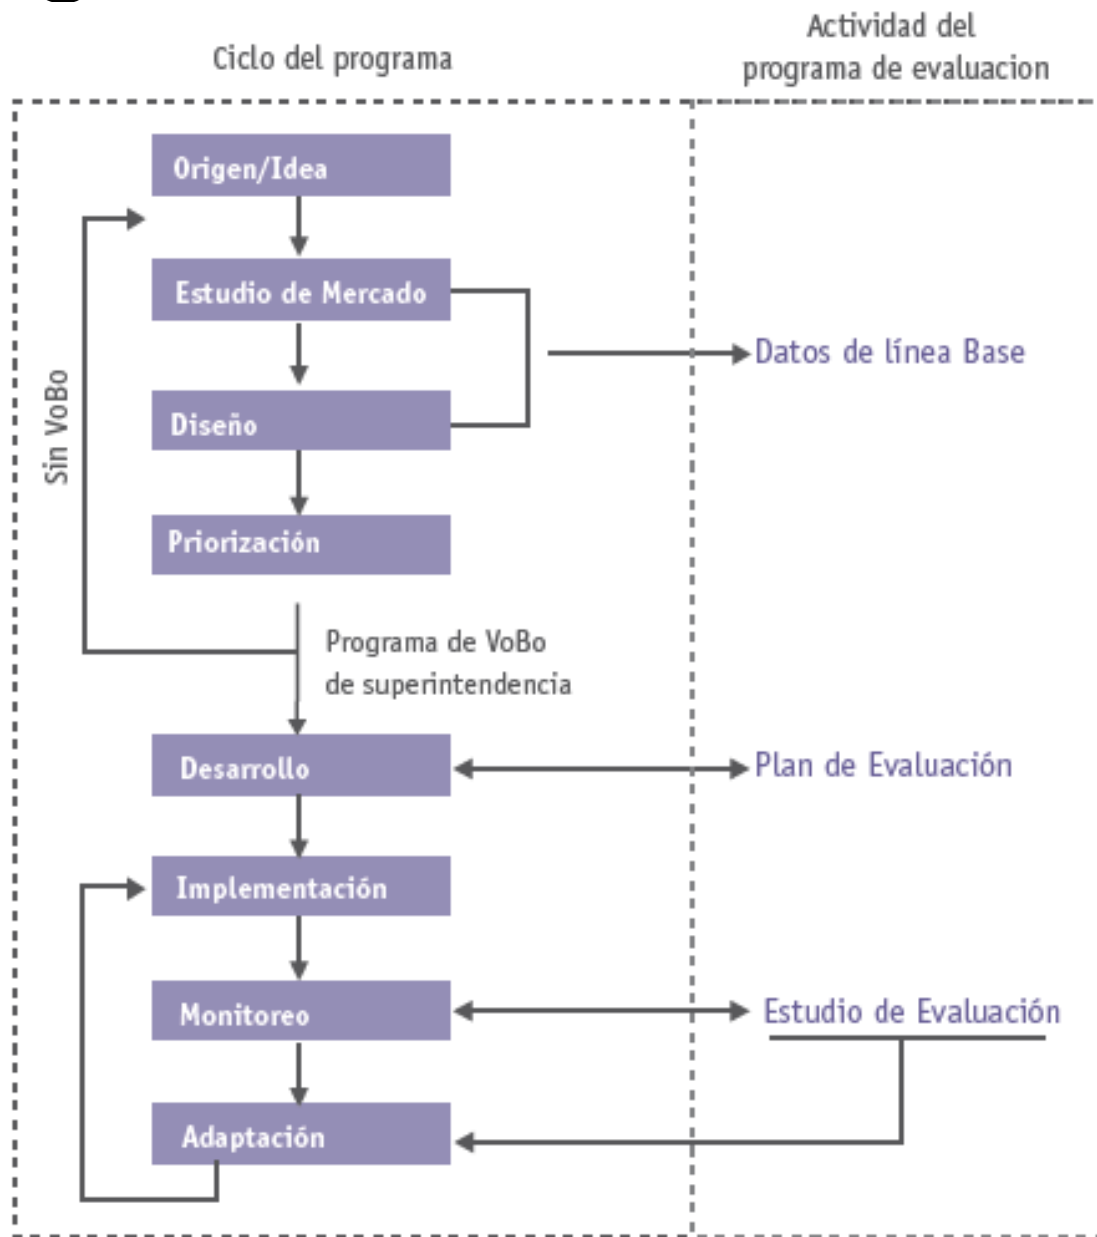 Ciclo del programa
Actividad del
programa de evaluacion
Origen/Idea
Estudio de Mercado
Datos de línea Base
Diseño
Sin VoBo
Priorización
Programa de VoBo
de superintendencia
Desarrollo
Plan de Evaluación
Implementación
Monitoreo
Estudio de Evaluación
Adaptación